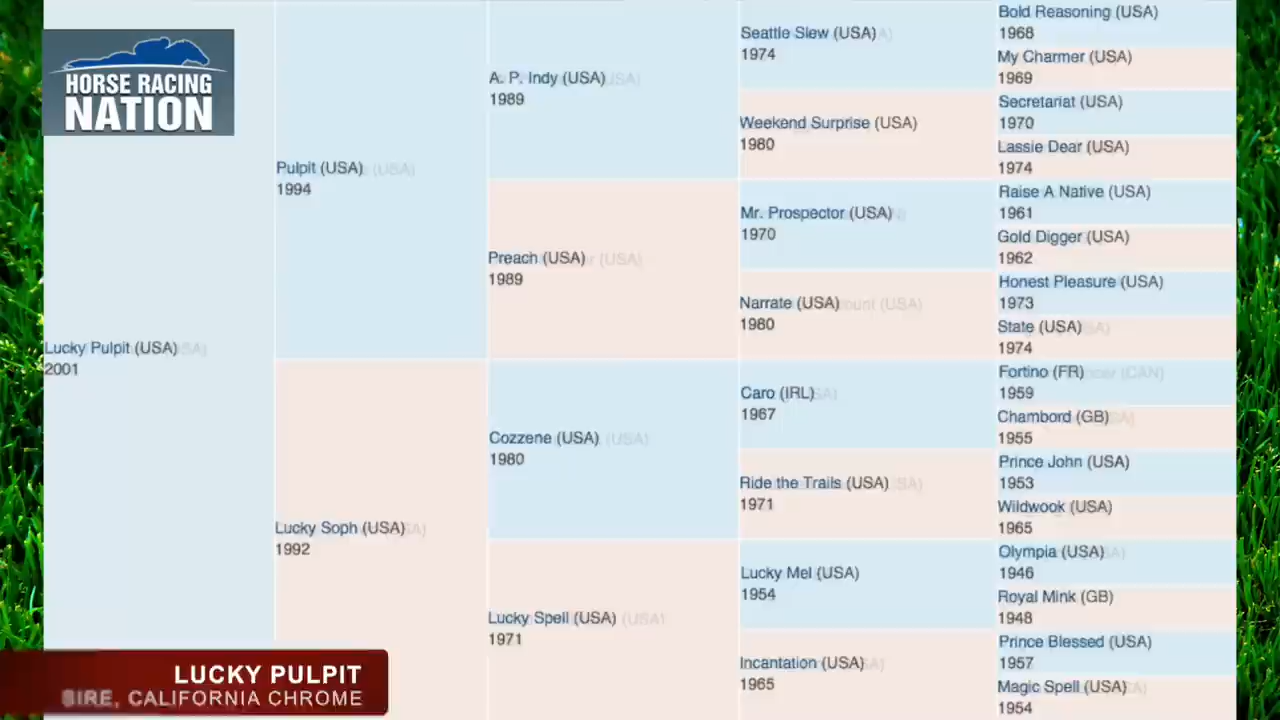 HORSE RACING
NATION
Lucky Pulpit (USA)
2001
Pulpit (USA)
1994
Lucky Soph (USA)
1992
A. P. Indy (USA)
1989
Preach (USA)
1989
Cozzene (USA)
1980
Lucky Spell (USA)
1971
Seattle Slew (USA)
1974
Weekend Surprise (USA)
1980
Mr. Prospector (USA)
1970
Narrate (USA)
1980
Caro (IRL)
1967
Ride the Trails (USA)
1971
Lucky Mel (USA)
1954
Incantation (USA)
1965
Bold Reasoning (USA)
1968
My Charmer (USA)
1969
Secretariat (USA)
1970
Lassie Dear (USA)
1974
Raise A Native (USA)
1961
Gold Digger (USA)
1962
Honest Pleasure (USA)
1973
State (USA)
1974
Fortino (FR)
1959
Chambord (GB)
1955
Prince John (USA)
1953
Wildwook (USA)
1965
Olympia (USA)
1946
Royal Mink (GB)
1948
Prince Blessed (USA)
1957
Magic Spell (USA)
1954
LUCKY PULPIT
SIRE, CALIFORNIA CHROME